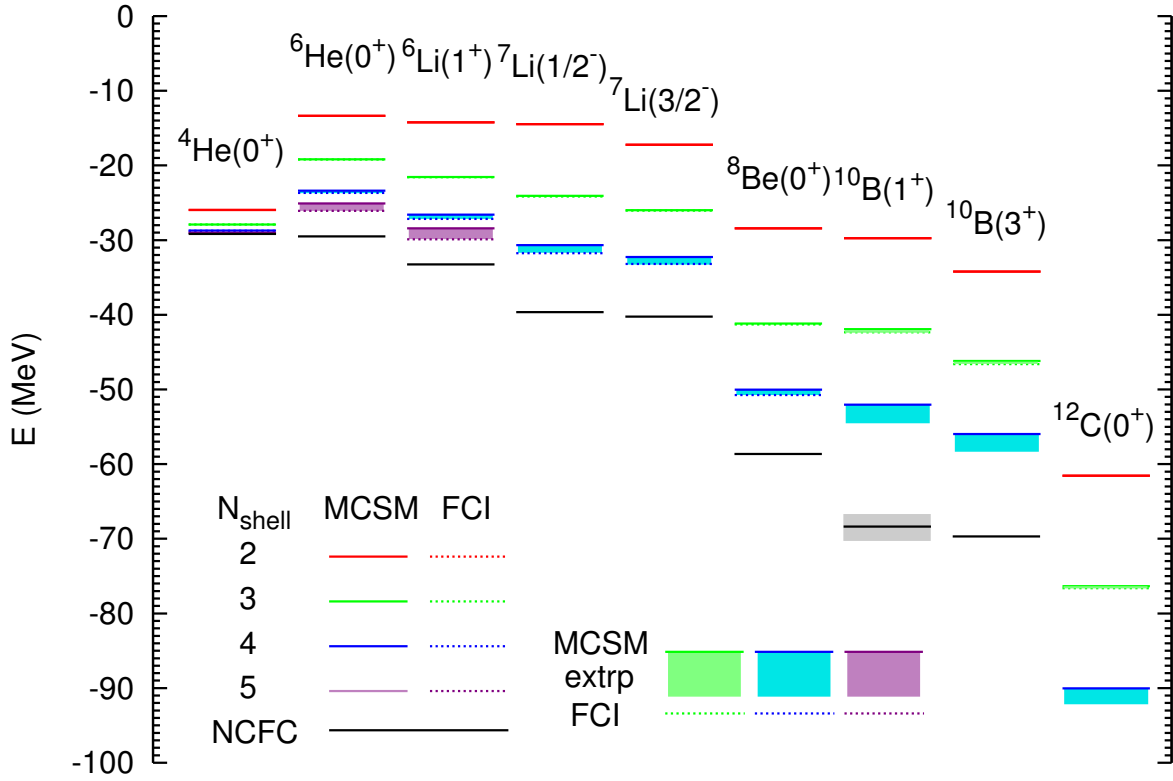 0
-10
-20
-30
-40
-50
-60
-70
-80
-90
-100
E (MeV)
⁴He(0⁺)
⁶He(0⁺)
⁶Li(1⁺)
⁷Li(1/2⁻)
⁷Li(3/2⁻)
⁸Be(0⁺)
¹⁰B(1⁺)
¹⁰B(3⁺)
¹²C(0⁺)
N_shell MCSM FCI
2
3
4
5
NCFC
MCSM
extrp
FCI